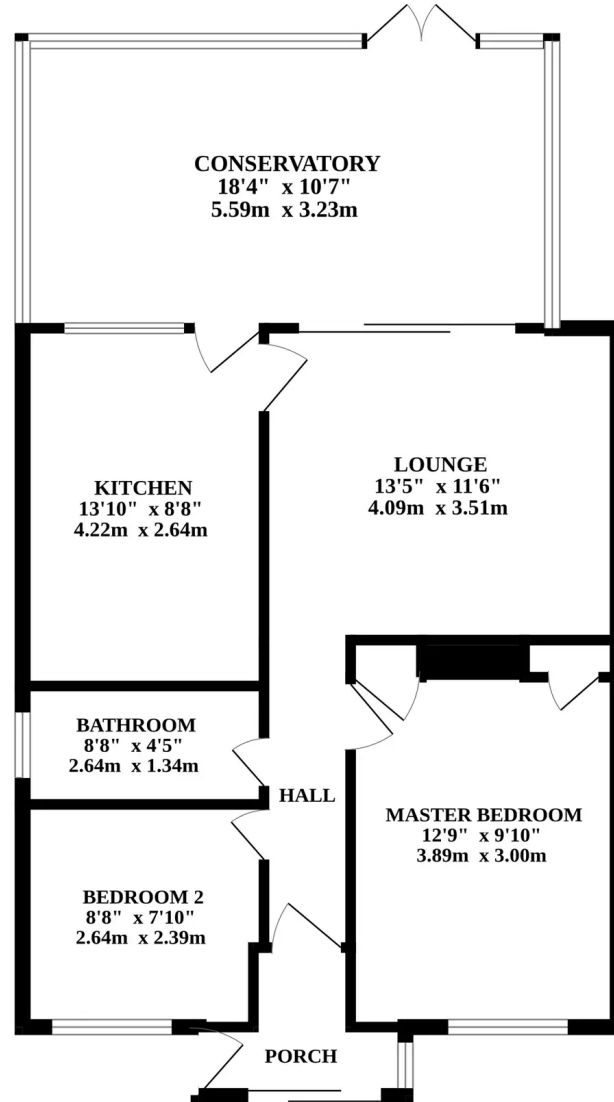 CONSERVATORY
18'4" x 10'7"
5.59m x 3.23m
KITCHEN
13'10" x 8'8"
4.22m x 2.64m
LOUNGE
13'5" x 11'6"
4.09m x 3.51m
BATHROOM
8'8" x 4'5"
2.64m x 1.34m
HALL
MASTER BEDROOM
12'9" x 9'10"
3.89m x 3.00m
BEDROOM 2
8'8" x 7'10"
2.64m x 2.39m
PORCH